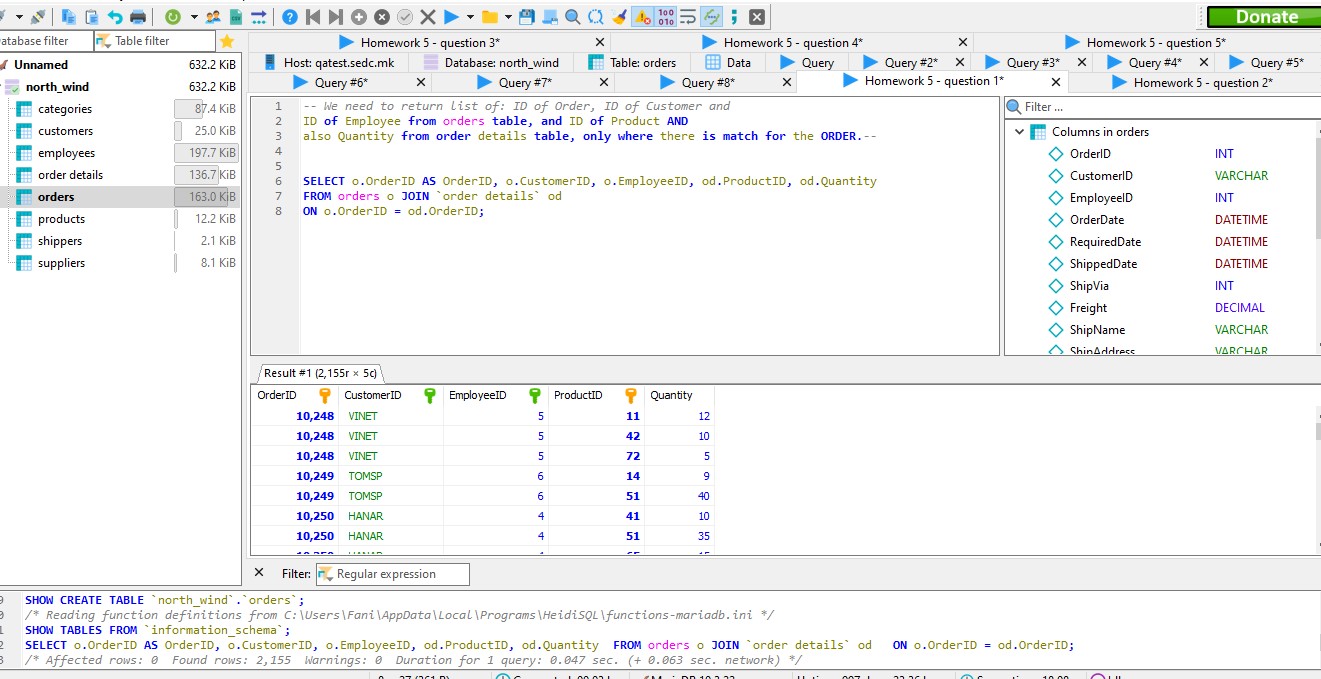 Donate
atabase filter
Table filter
Homework 5 - question 3*
Homework 5 - question 4*
Homework 5 - question 5*
Host: qatest.sedc.mk
Database: north_wind
Table: orders
Data
Query
Query #2*
Query #3*
Query #4*
Query #5*
Query #6*
Query #7*
Query #8*
Homework 5 - question 1*
Homework 5 - question 2*
Unnamed 632.2 KiB
north_wind 632.2 KiB
categories 87.4 KiB
customers 25.0 KiB
employees 197.7 KiB
order details 136.7 KiB
orders 163.0 KiB
products 12.2 KiB
shippers 2.1 KiB
suppliers 8.1 KiB
1 -- We need to return list of: ID of Order, ID of Customer and
2 ID of Employee from orders table, and ID of Product AND
3 also Quantity from order details table, only where there is match for the ORDER.--
4
5
6 SELECT o.OrderID AS OrderID, o.CustomerID, o.EmployeeID, od.ProductID, od.Quantity
7 FROM orders o JOIN `order details` od
8 ON o.OrderID = od.OrderID;
Filter ...
Columns in orders
OrderID INT
CustomerID VARCHAR
EmployeeID INT
OrderDate DATETIME
RequiredDate DATETIME
ShippedDate DATETIME
ShipVia INT
Freight DECIMAL
ShipName VARCHAR
ShipAddress VARCHAR
Result #1 (2,155r × 5c)
OrderID CustomerID EmployeeID ProductID Quantity
10,248 VINET 5 11 12
10,248 VINET 5 42 10
10,248 VINET 5 72 5
10,249 TOMSP 6 14 9
10,249 TOMSP 6 51 40
10,250 HANAR 4 41 10
10,250 HANAR 4 51 35
10,250 HANAR 4 65 15
Filter: Regular expression
SHOW CREATE TABLE `north_wind`.`orders`;
/* Reading function definitions from C:\Users\Fani\AppData\Local\Programs\HeidiSQL\functions-mariadb.ini */
SHOW TABLES FROM `information_schema`;
SELECT o.OrderID AS OrderID, o.CustomerID, o.EmployeeID, od.ProductID, od.Quantity FROM orders o JOIN `order details` od ON o.OrderID = od.OrderID;
/* Affected rows: 0 Found rows: 2,155 Warnings: 0 Duration for 1 query: 0.047 sec. (+ 0.063 sec. network) */